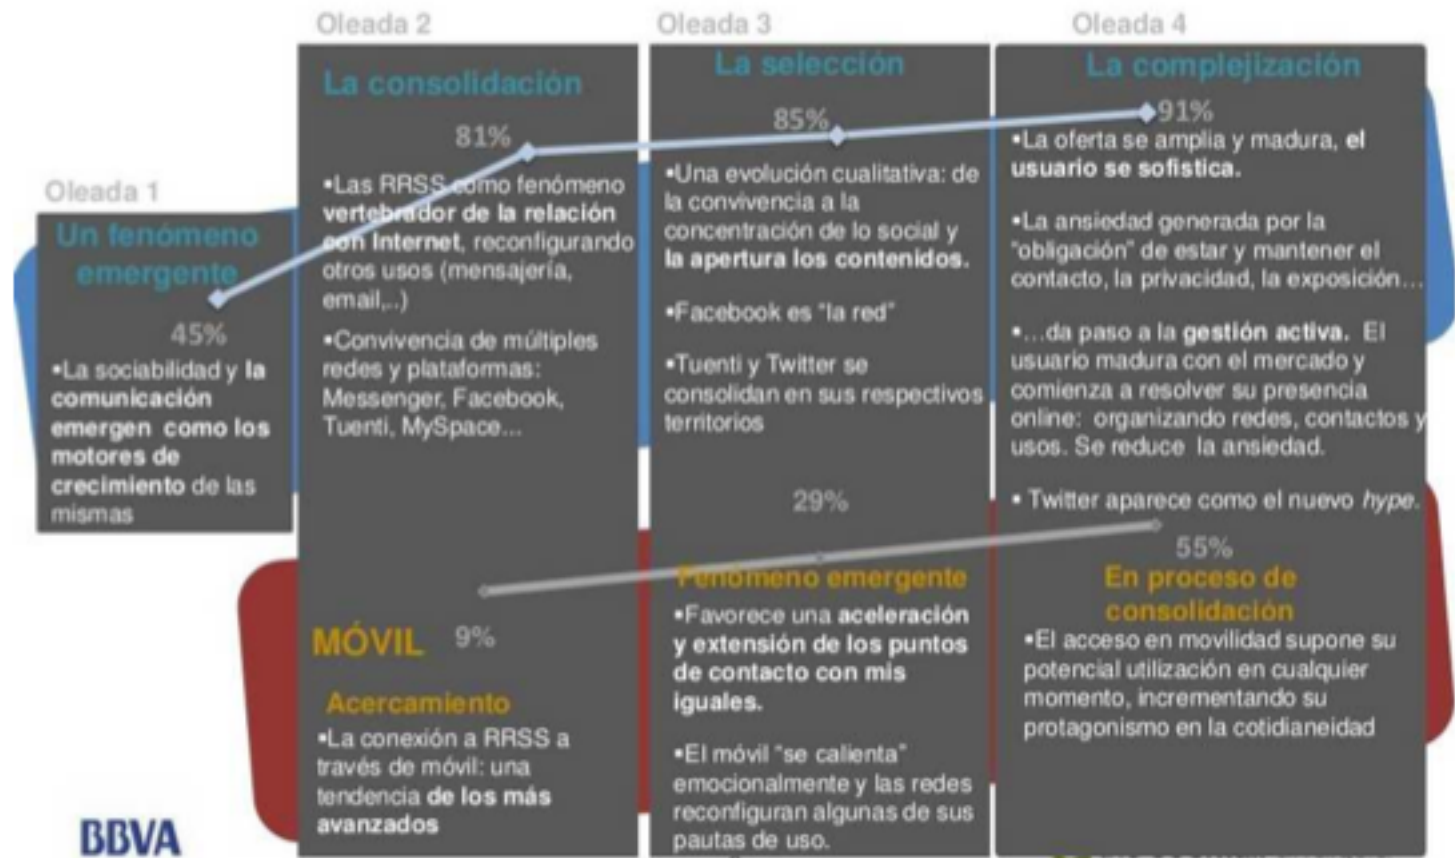 Oleada 1
Un fenómeno
emergente
45%
▪La sociabilidad y la
comunicación
emergen como los
motores de
crecimiento de las
mismas
Oleada 2
La consolidación
81%
▪Las RRSS como fenómeno
vertebrador de la relación
con Internet, reconfigurando
otros usos (mensajería,
email,..)
▪Convivencia de múltiples
redes y plataformas:
Messenger, Facebook,
Tuenti, MySpace...
MÓVIL 9%
Acercamiento
▪La conexión a RRSS a
través de móvil: una
tendencia de los más
avanzados
Oleada 3
La selección
85%
▪Una evolución cualitativa: de
la convivencia a la
concentración de lo social y
la apertura los contenidos.
▪Facebook es “la red”
▪Tuenti y Twitter se
consolidan en sus respectivos
territorios
29%
Fenómeno emergente
▪Favorece una aceleración
y extensión de los puntos
de contacto con mis
iguales.
▪El móvil “se calienta”
emocionalmente y las redes
reconfiguran algunas de sus
pautas de uso.
Oleada 4
La complejización
91%
▪La oferta se amplia y madura, el
usuario se sofistica.
▪La ansiedad generada por la
“obligación” de estar y mantener el
contacto, la privacidad, la exposición…
▪…da paso a la gestión activa. El
usuario madura con el mercado y
comienza a resolver su presencia
online: organizando redes, contactos y
usos. Se reduce la ansiedad.
▪ Twitter aparece como el nuevo hype.
55%
En proceso de
consolidación
▪El acceso en movilidad supone su
potencial utilización en cualquier
momento, incrementando su
protagonismo en la cotidianeidad
BBVA